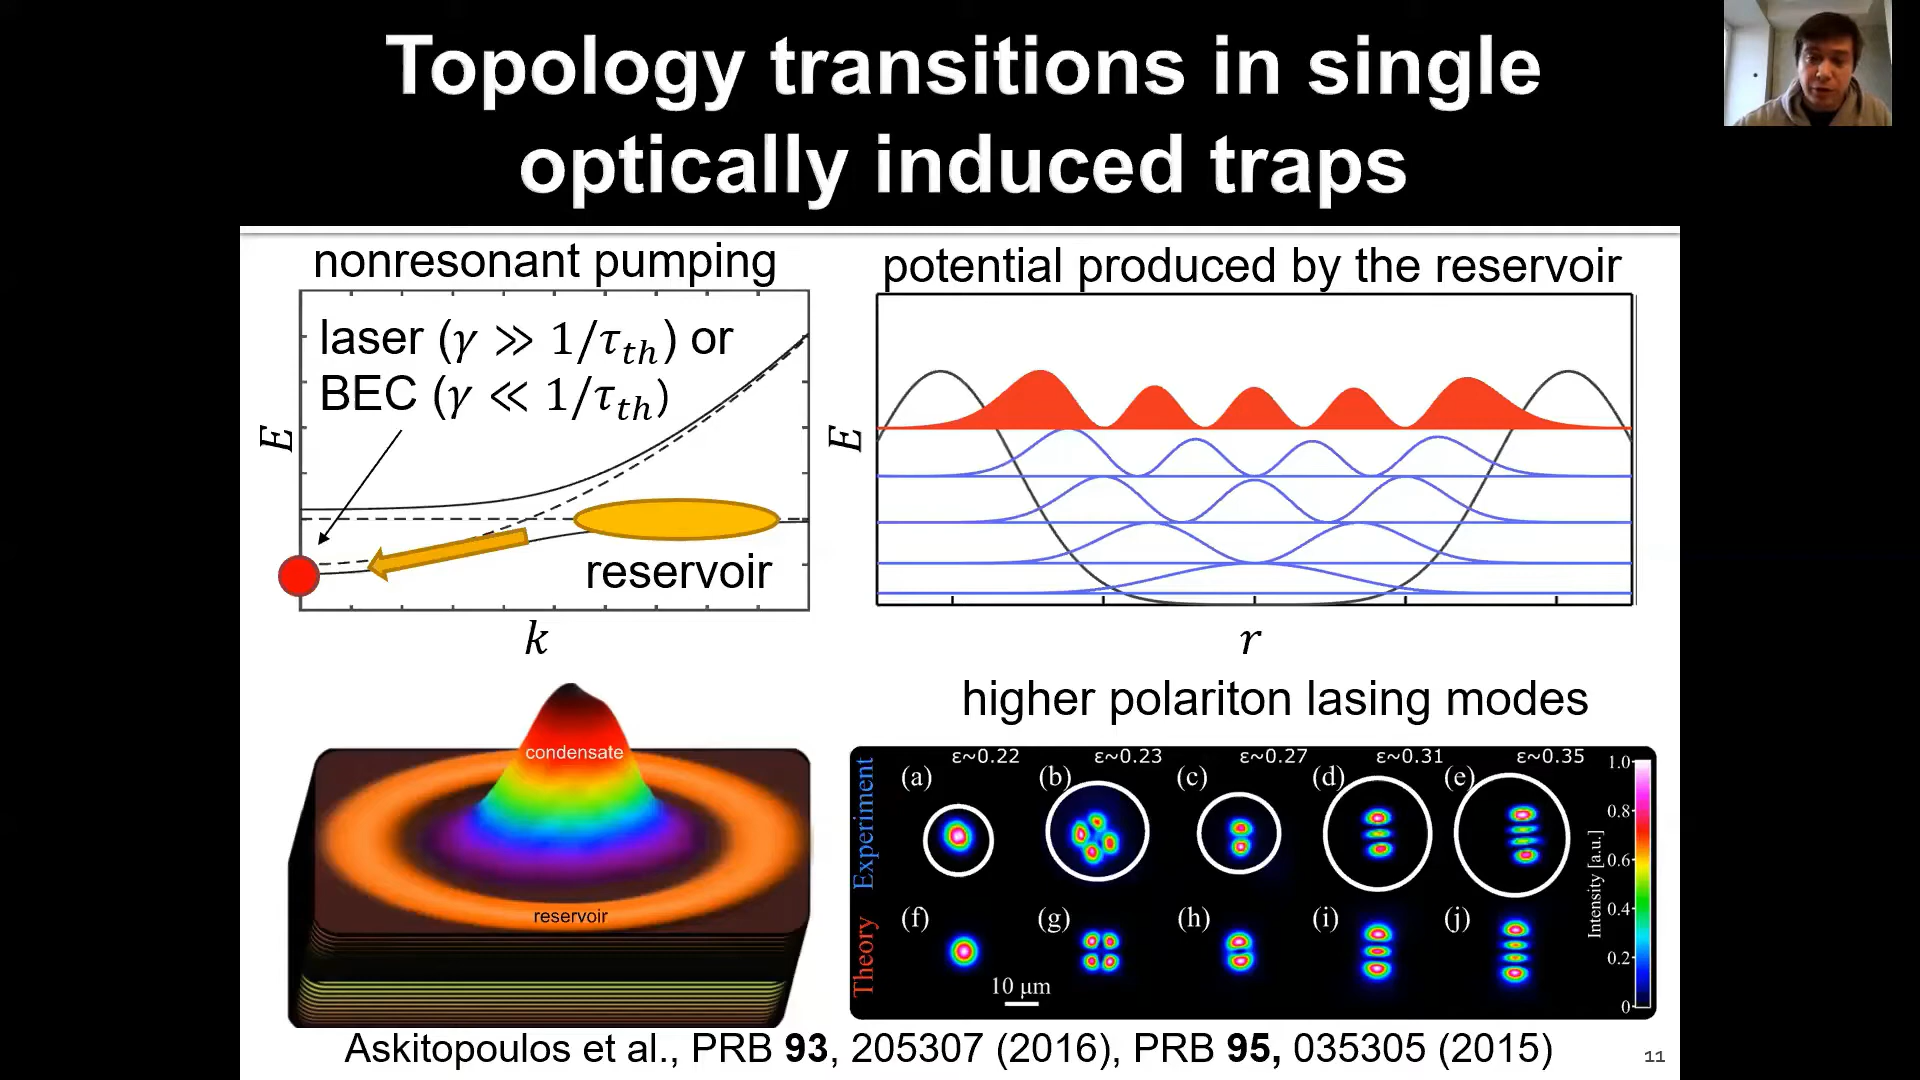 Topology transitions in single
optically induced traps
nonresonant pumping
laser (γ ≫ 1/τ_th) or
BEC (γ ≪ 1/τ_th)
E
reservoir
k
potential produced by the reservoir
E
r
condensate
reservoir
higher polariton lasing modes
Experiment
ε~0.22 ε~0.23 ε~0.27 ε~0.31 ε~0.35
(a) (b) (c) (d) (e)
Theory
(f) (g) (h) (i) (j)
10 μm
Intensity [a.u.]
1.0
0.8
0.6
0.4
0.2
0
Askitopoulos et al., PRB 93, 205307 (2016), PRB 95, 035305 (2015)
11